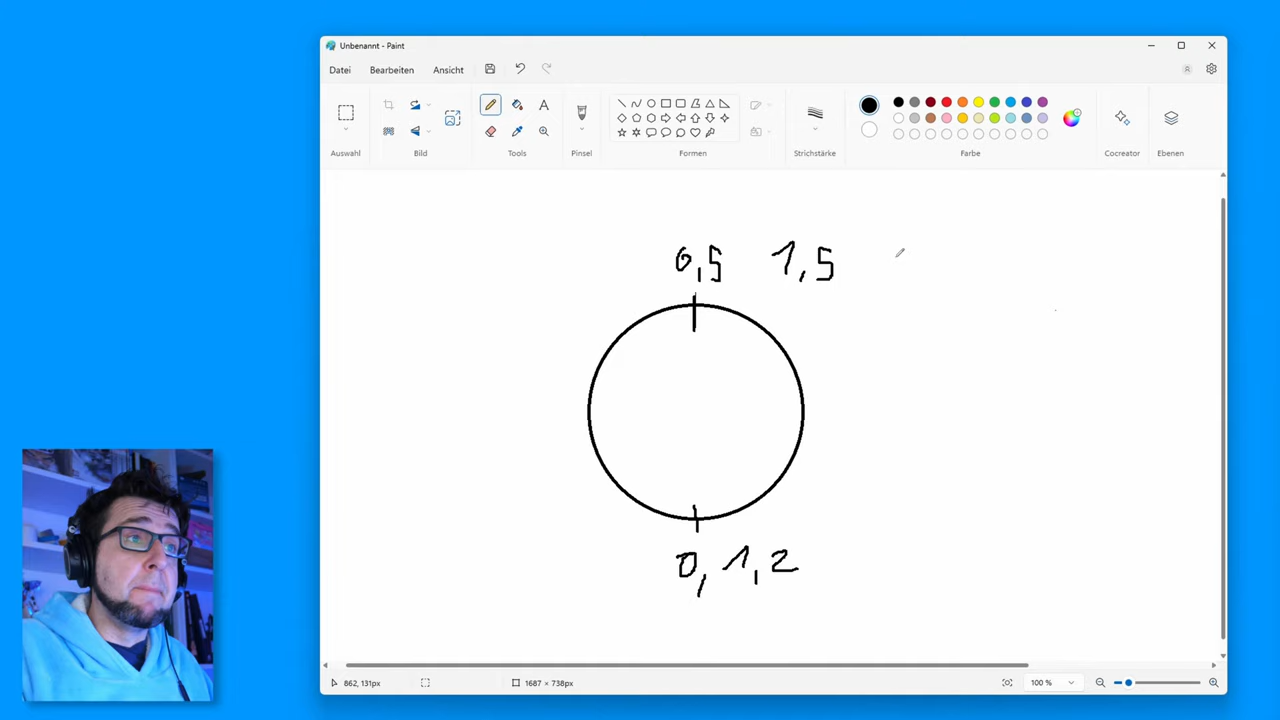 Unbenannt - Paint
Datei Bearbeiten Ansicht
Auswahl Bild Tools Pinsel Formen Strichstärke Farbe Cocreator Ebenen
0,5 1,5
0, 1, 2
862, 131px 1687 × 738px 100 %